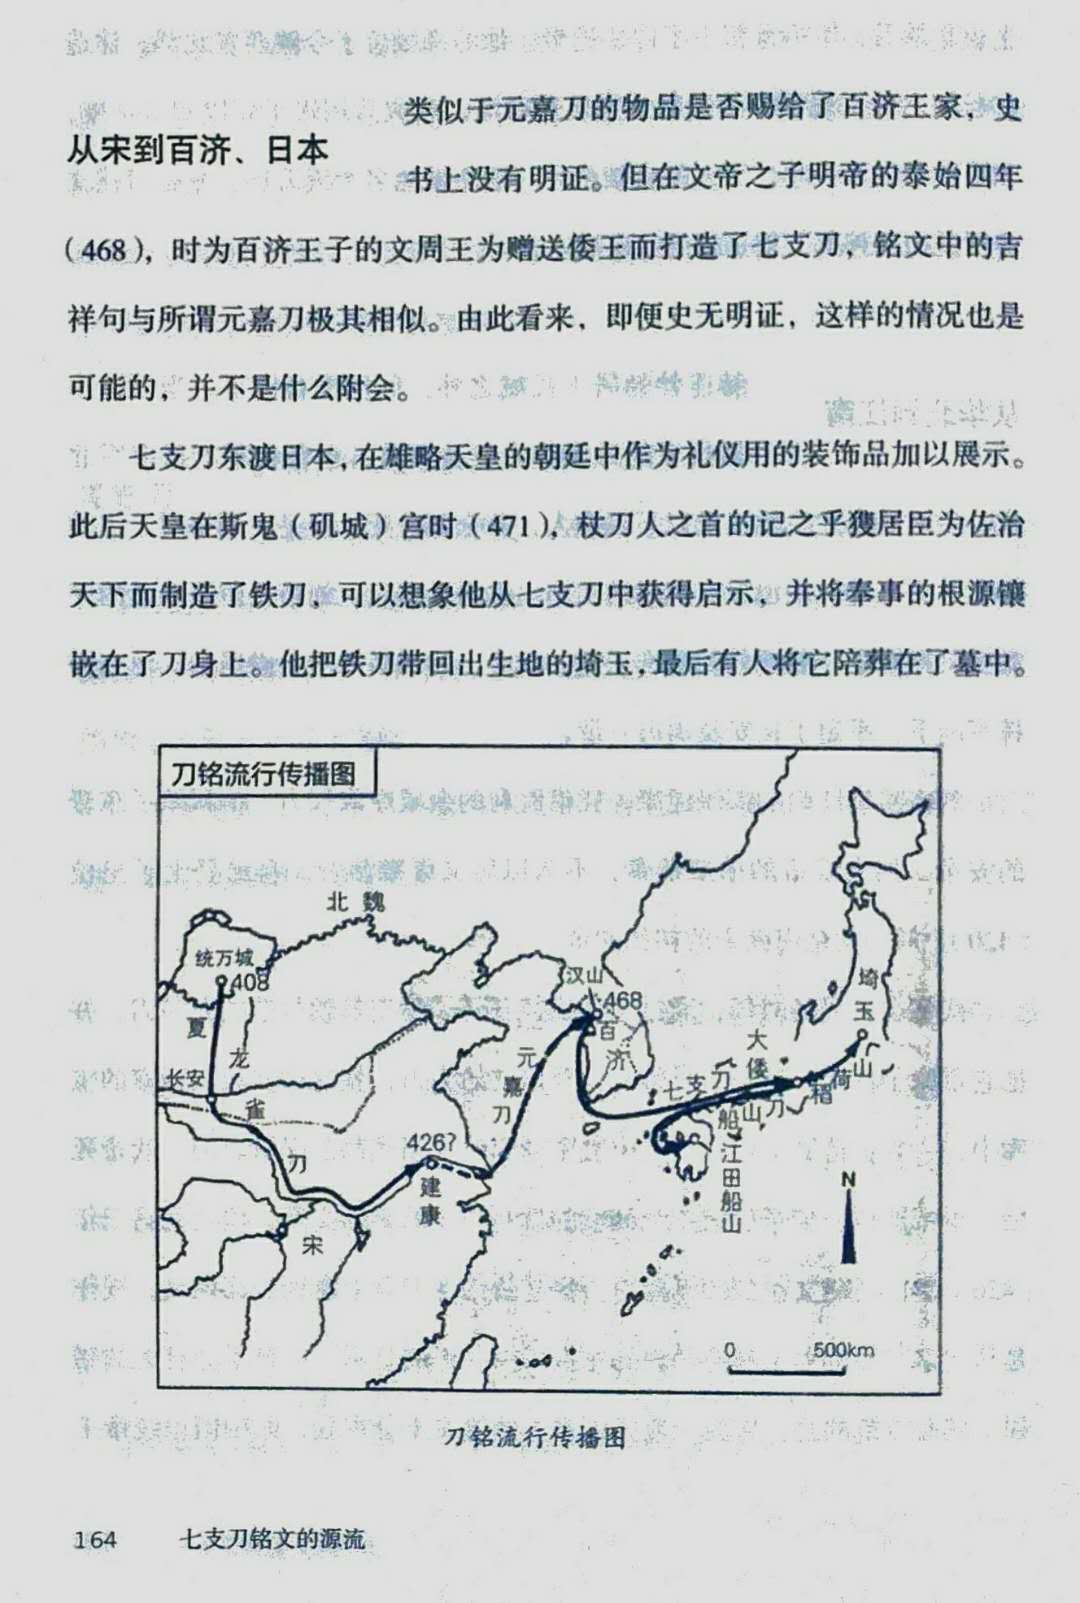 类似于元嘉刀的物品是否赐给了百济王家，史
从宋到百济、日本
书上没有明证。但在文帝之子明帝的泰始四年
（468），时为百济王子的文周王为赠送倭王而打造了七支刀，铭文中的吉
祥句与所谓元嘉刀极其相似。由此看来，即便史无明证，这样的情况也是
可能的，并不是什么附会。
七支刀东渡日本，在雄略天皇的朝廷中作为礼仪用的装饰品加以展示。
此后天皇在斯鬼（矶城）宫时（471），杖刀人之首的记之乎獲居臣为佐治
天下而制造了铁刀，可以想象他从七支刀中获得启示，并将奉事的根源镶
嵌在了刀身上。他把铁刀带回出生地的埼玉，最后有人将它陪葬在了墓中。
刀铭流行传播图
北魏
统万城
408
夏
龙
长安
雀
刀
426?
建康
宋
元嘉刀
汉山
468
百济
七支刀
大倭
船山刀
江田船山
稻荷山
埼玉
N
0 500km
刀铭流行传播图
164 七支刀铭文的源流